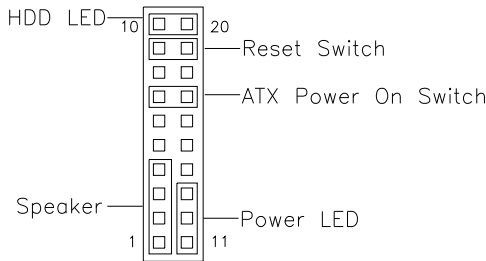 HDD LED
10 20
Reset Switch
ATX Power On Switch
Speaker
Power LED
1 11